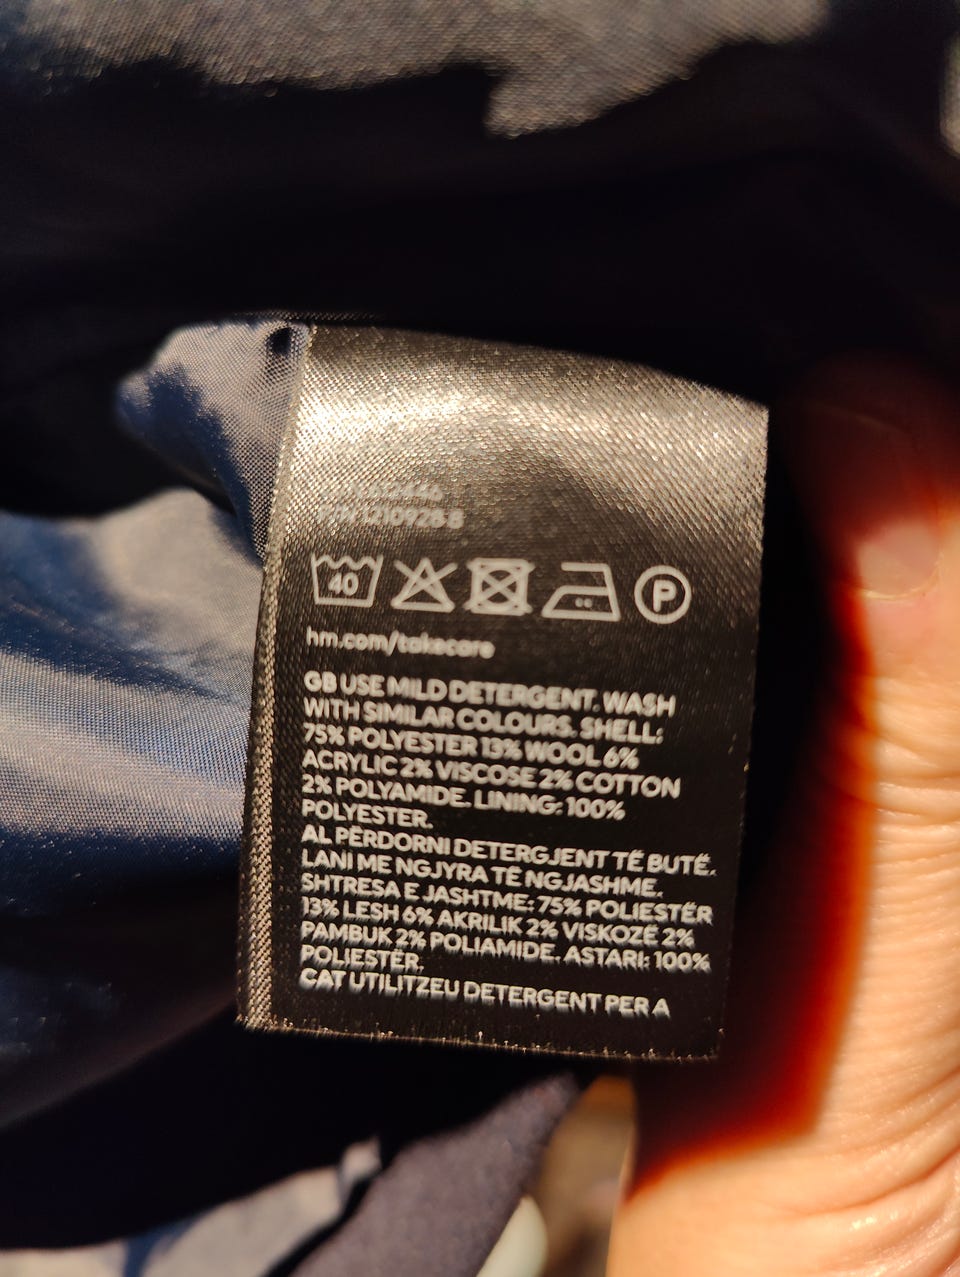 1210928 8
40
P
hm.com/takecare
GB USE MILD DETERGENT. WASH
WITH SIMILAR COLOURS. SHELL:
75% POLYESTER 13% WOOL 6%
ACRYLIC 2% VISCOSE 2% COTTON
2% POLYAMIDE. LINING: 100%
POLYESTER.
AL PËRDORNI DETERGJENT TË BUTË.
LANI ME NGJYRA TË NGJASHME.
SHTRESA E JASHTME: 75% POLIESTËR
13% LESH 6% AKRILIK 2% VISKOZË 2%
PAMBUK 2% POLIAMIDE. ASTARI: 100%
POLIESTËR.
CAT UTILITZEU DETERGENT PER A